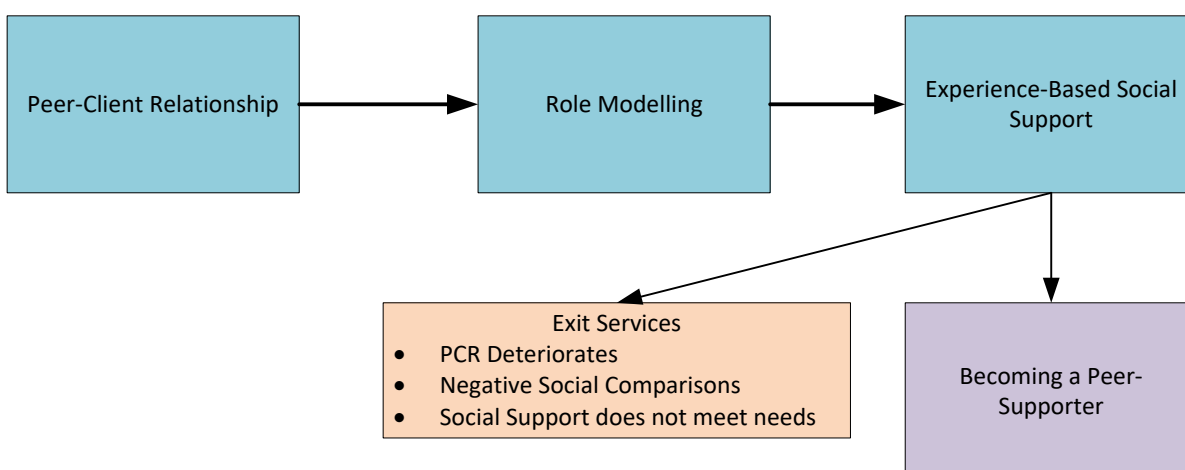 Peer-Client Relationship
Role Modelling
Experience-Based Social
Support
Exit Services
• PCR Deteriorates
• Negative Social Comparisons
• Social Support does not meet needs
Becoming a Peer-
Supporter